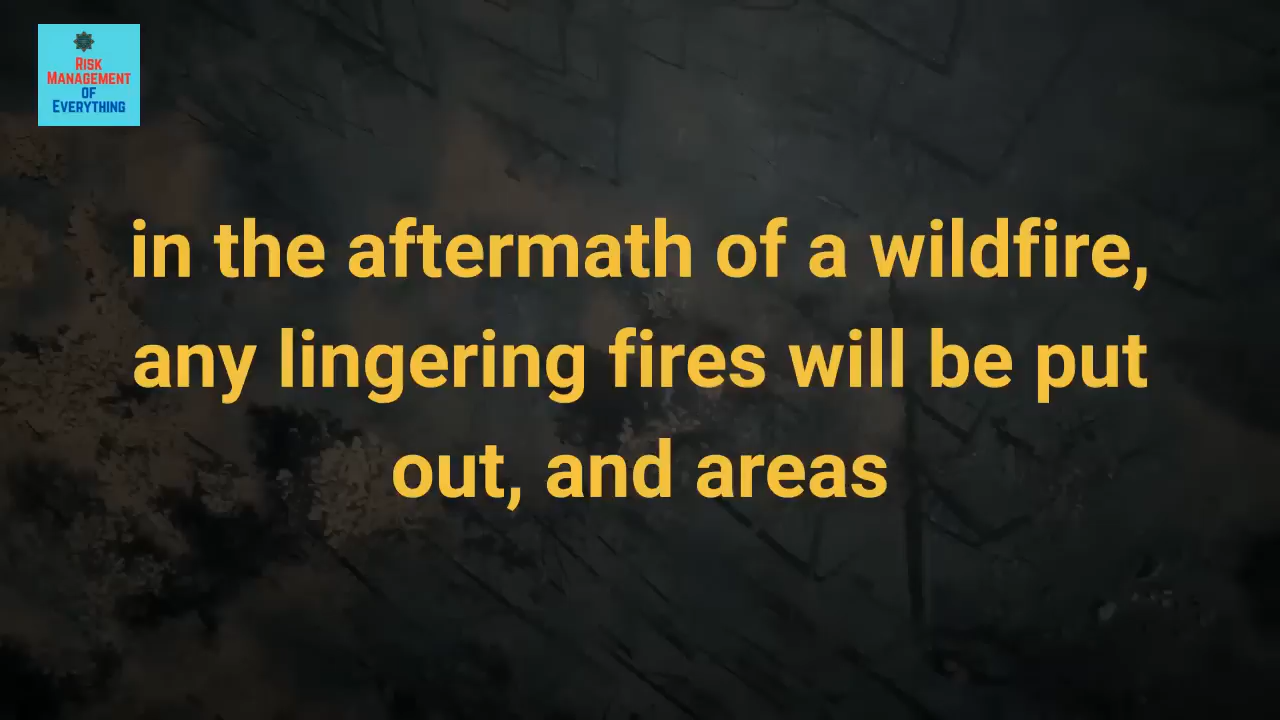 Risk
Management
of
Everything
in the aftermath of a wildfire,
any lingering fires will be put
out, and areas